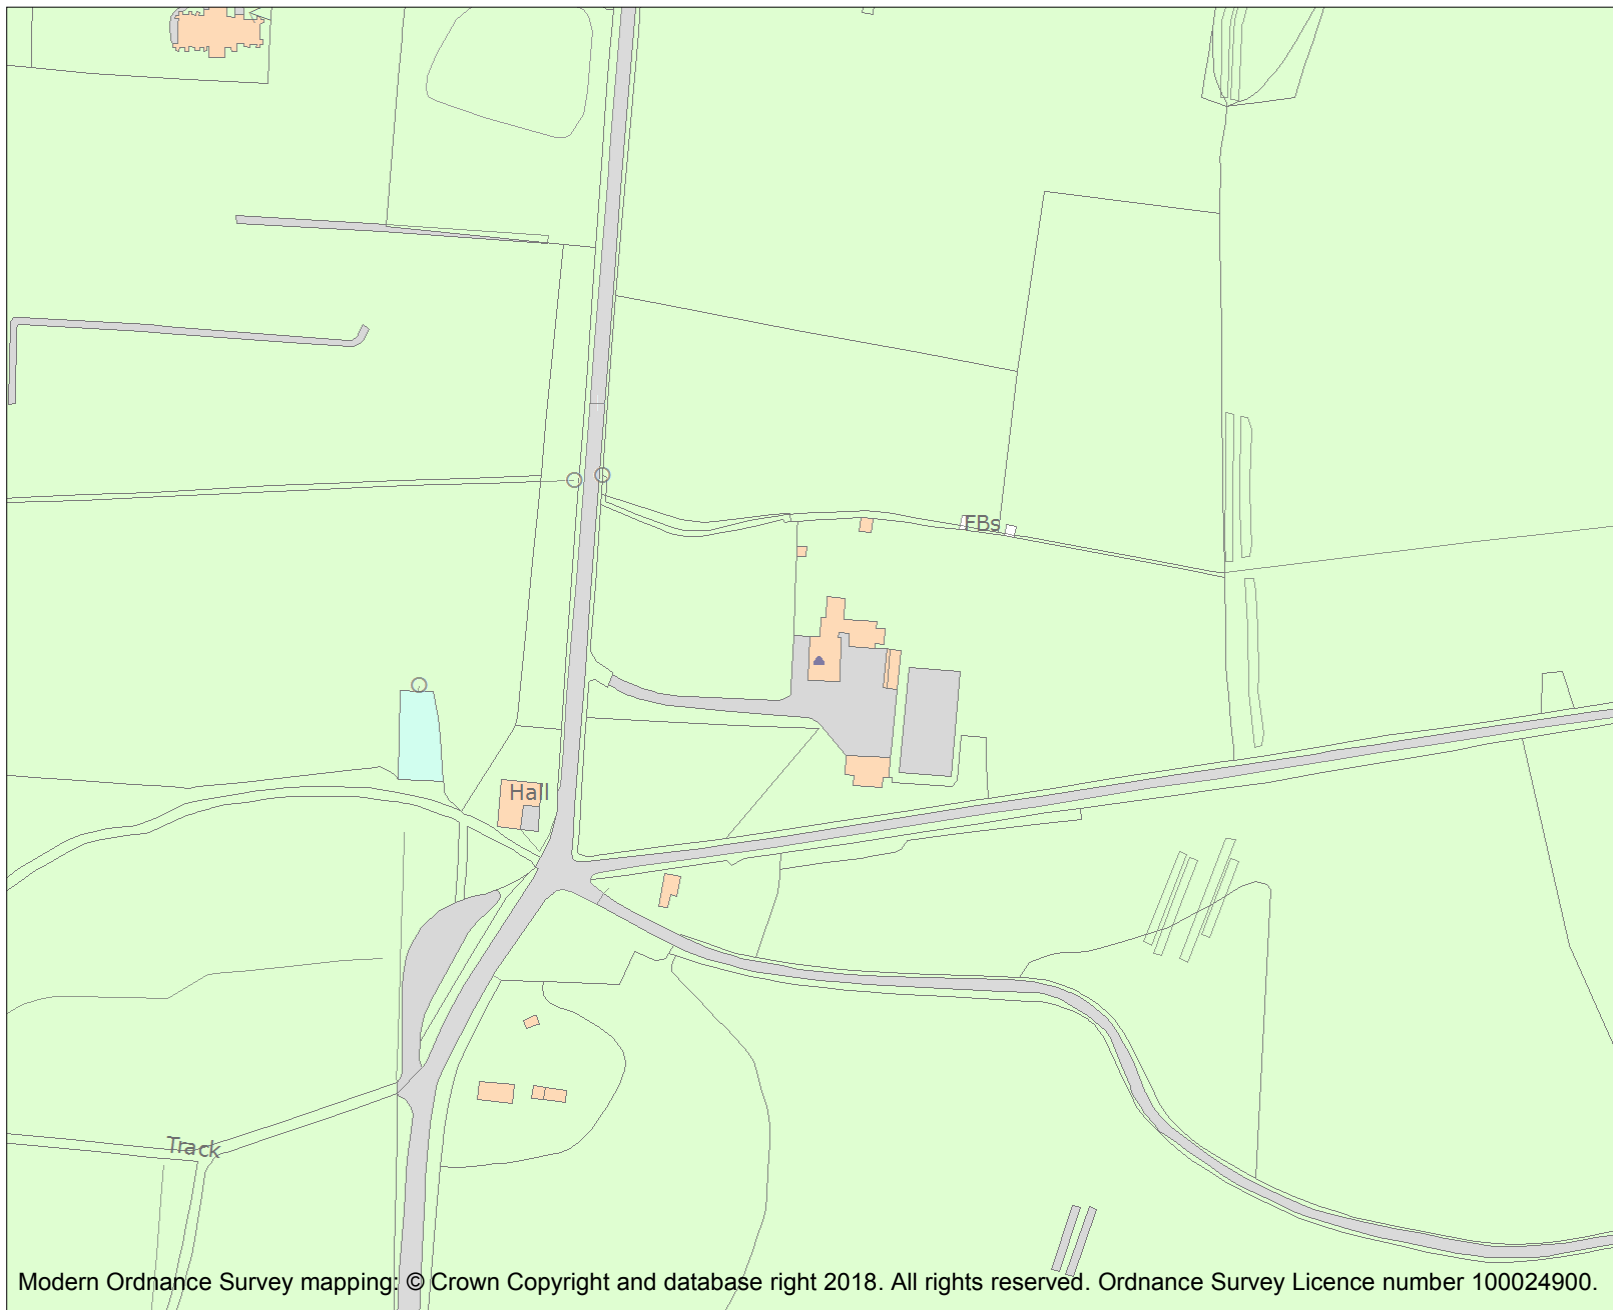 FBs
Hall
Track
Modern Ordnance Survey mapping: © Crown Copyright and database right 2018. All rights reserved. Ordnance Survey Licence number 100024900.